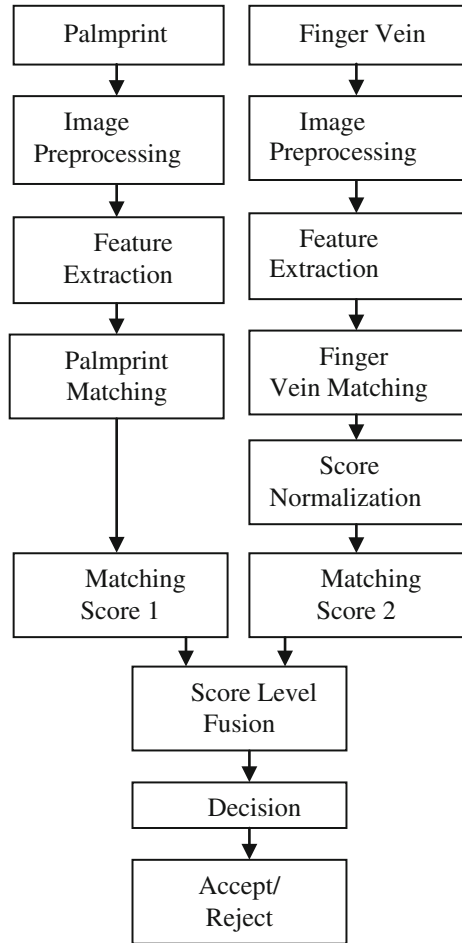 Palmprint
Finger Vein
Image
Preprocessing
Image
Preprocessing
Feature
Extraction
Feature
Extraction
Palmprint
Matching
Finger
Vein Matching
Score
Normalization
Matching
Score 1
Matching
Score 2
Score Level
Fusion
Decision
Accept/
Reject